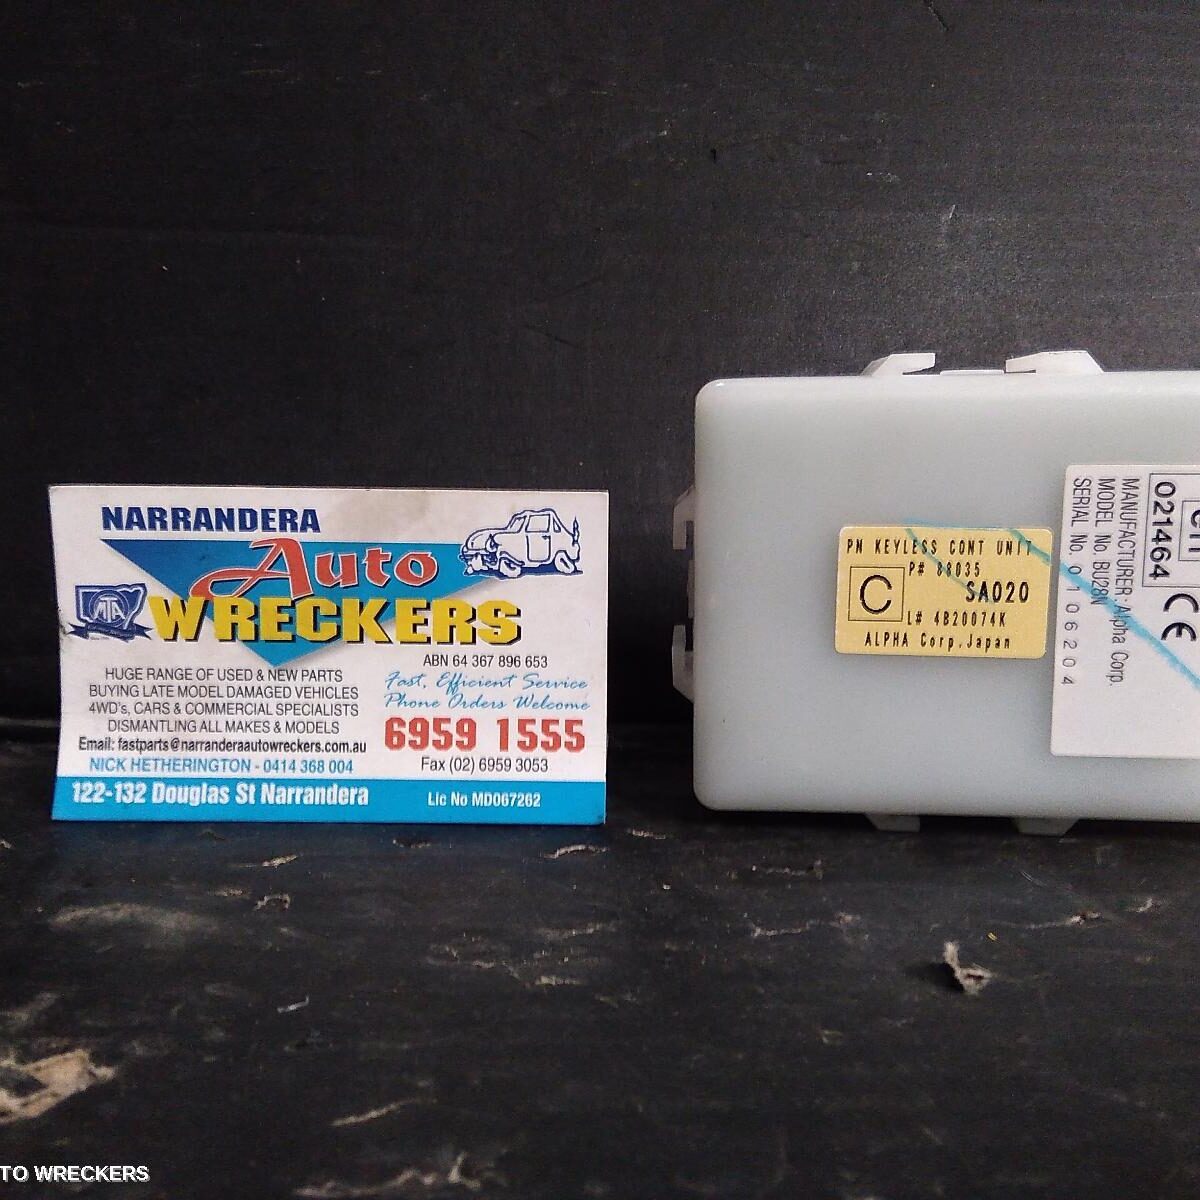 NARRANDERA
Auto
WRECKERS
MTA
ABN 64 367 896 653
HUGE RANGE OF USED & NEW PARTS
BUYING LATE MODEL DAMAGED VEHICLES
4WD's, CARS & COMMERCIAL SPECIALISTS
DISMANTLING ALL MAKES & MODELS
Email: fastparts@narranderaautowreckers.com.au
NICK HETHERINGTON - 0414 368 004
Fast, Efficient Service
Phone Orders Welcome
6959 1555
Fax (02) 6959 3053
122-132 Douglas St Narrandera
Lic No MD067262
PN KEYLESS CONT UNIT
P# 88035
SA020
C
L# 4B20074K
ALPHA Corp.Japan
021464
CE
MANUFACTURER:Alpha Corp.
MODEL No. BU28N
SERIAL No. 0106204
TO WRECKERS